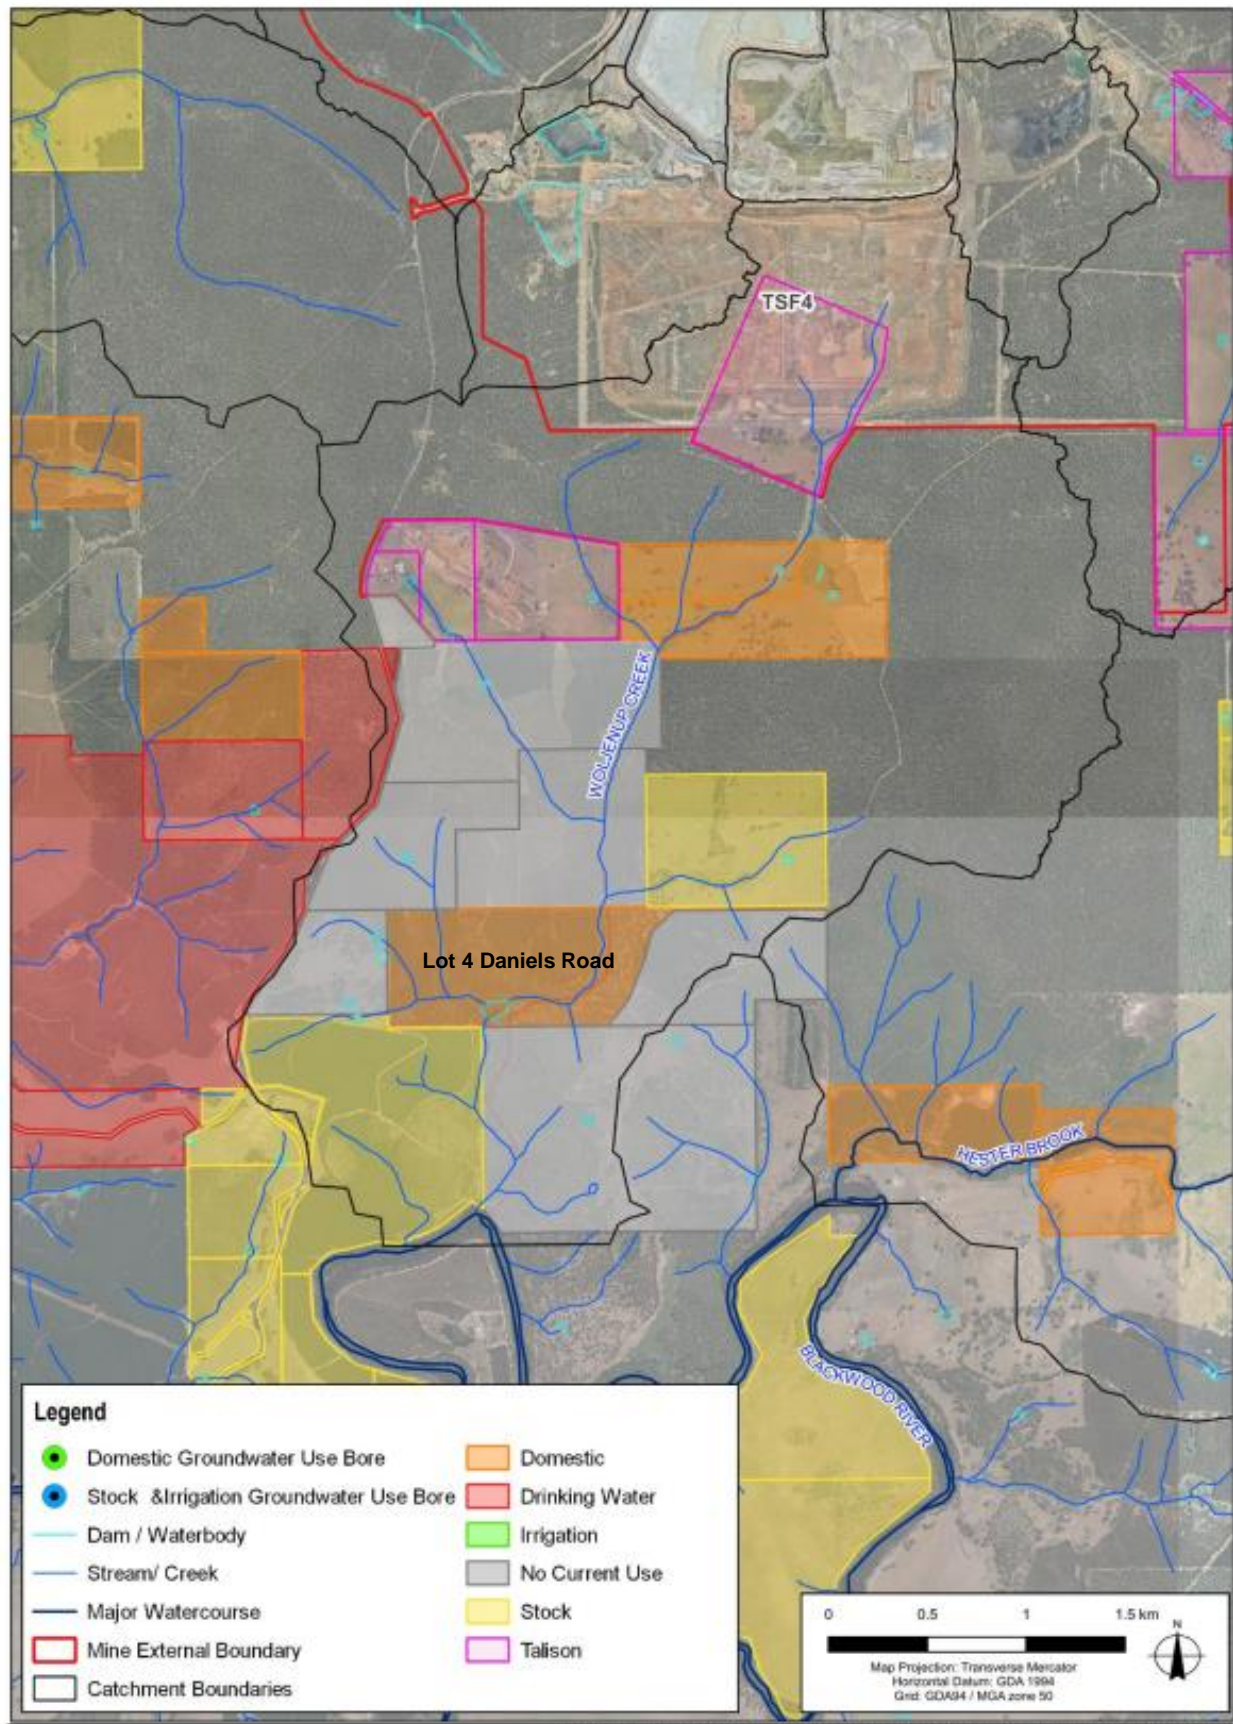 TSF4
WOLJENUP CREEK
Lot 4 Daniels Road
HESTER BROOK
BLACKWOOD RIVER
Legend
Domestic Groundwater Use Bore
Stock &Irrigation Groundwater Use Bore
Dam / Waterbody
Stream/ Creek
Major Watercourse
Mine External Boundary
Catchment Boundaries
Domestic
Drinking Water
Irrigation
No Current Use
Stock
Talison
0 0.5 1 1.5 km
N
Map Projection: Transverse Mercator
Horizontal Datum: GDA 1994
Grid: GDA94 / MGA zone 50